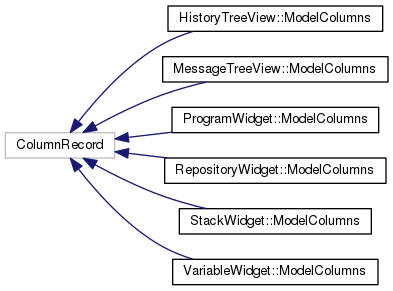 HistoryTreeView::ModelColumns
MessageTreeView::ModelColumns
ProgramWidget::ModelColumns
ColumnRecord
RepositoryWidget::ModelColumns
StackWidget::ModelColumns
VariableWidget::ModelColumns